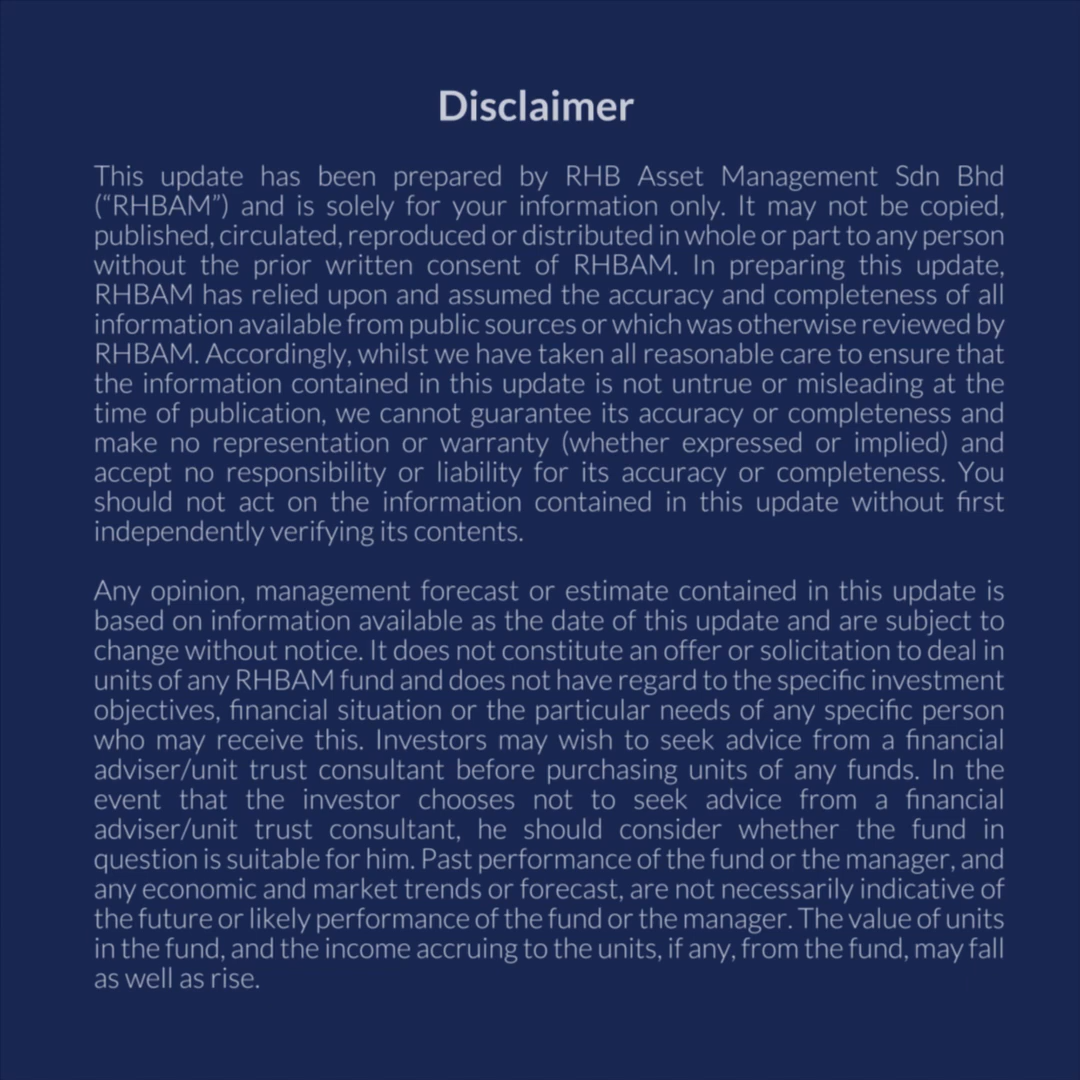 Disclaimer
This update has been prepared by RHB Asset Management Sdn Bhd
(“RHBAM”) and is solely for your information only. It may not be copied,
published, circulated, reproduced or distributed in whole or part to any person
without the prior written consent of RHBAM. In preparing this update,
RHBAM has relied upon and assumed the accuracy and completeness of all
information available from public sources or which was otherwise reviewed by
RHBAM. Accordingly, whilst we have taken all reasonable care to ensure that
the information contained in this update is not untrue or misleading at the
time of publication, we cannot guarantee its accuracy or completeness and
make no representation or warranty (whether expressed or implied) and
accept no responsibility or liability for its accuracy or completeness. You
should not act on the information contained in this update without first
independently verifying its contents.
Any opinion, management forecast or estimate contained in this update is
based on information available as the date of this update and are subject to
change without notice. It does not constitute an offer or solicitation to deal in
units of any RHBAM fund and does not have regard to the specific investment
objectives, financial situation or the particular needs of any specific person
who may receive this. Investors may wish to seek advice from a financial
adviser/unit trust consultant before purchasing units of any funds. In the
event that the investor chooses not to seek advice from a financial
adviser/unit trust consultant, he should consider whether the fund in
question is suitable for him. Past performance of the fund or the manager, and
any economic and market trends or forecast, are not necessarily indicative of
the future or likely performance of the fund or the manager. The value of units
in the fund, and the income accruing to the units, if any, from the fund, may fall
as well as rise.